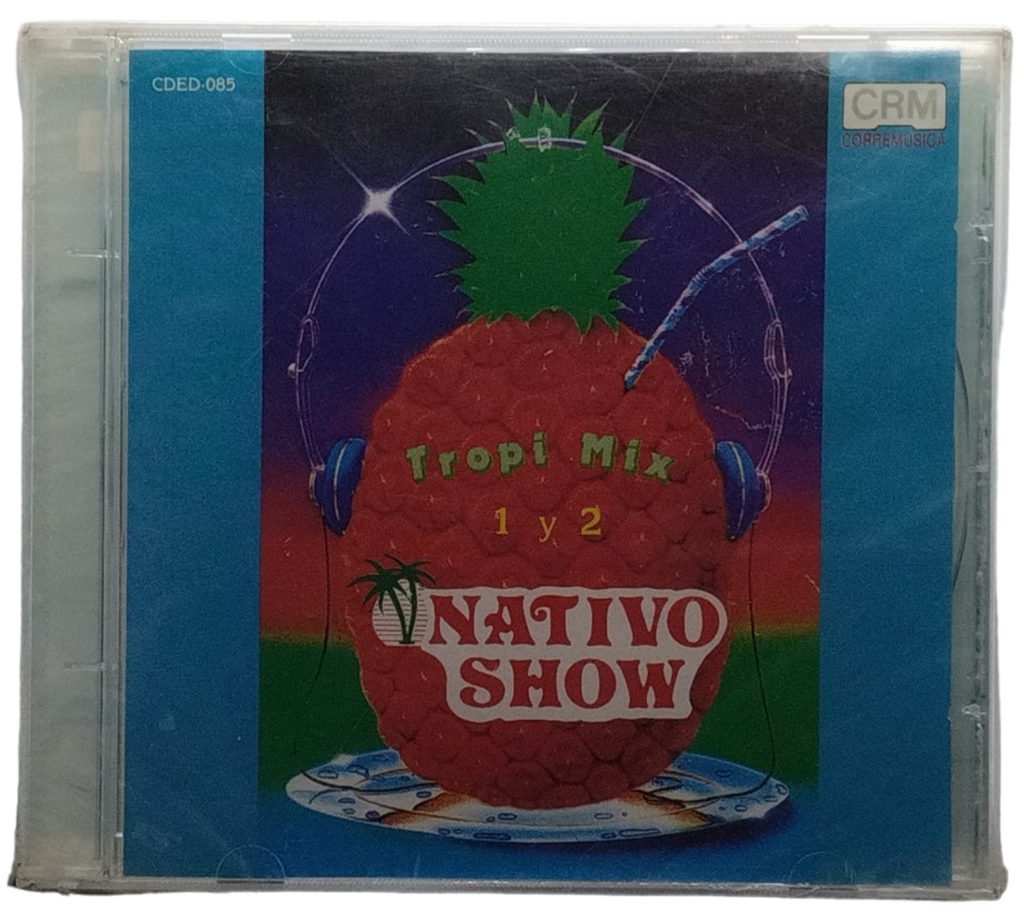 CDED-085
CRM
CORREMUSICA
Tropi Mix
1 y 2
NATIVO
SHOW